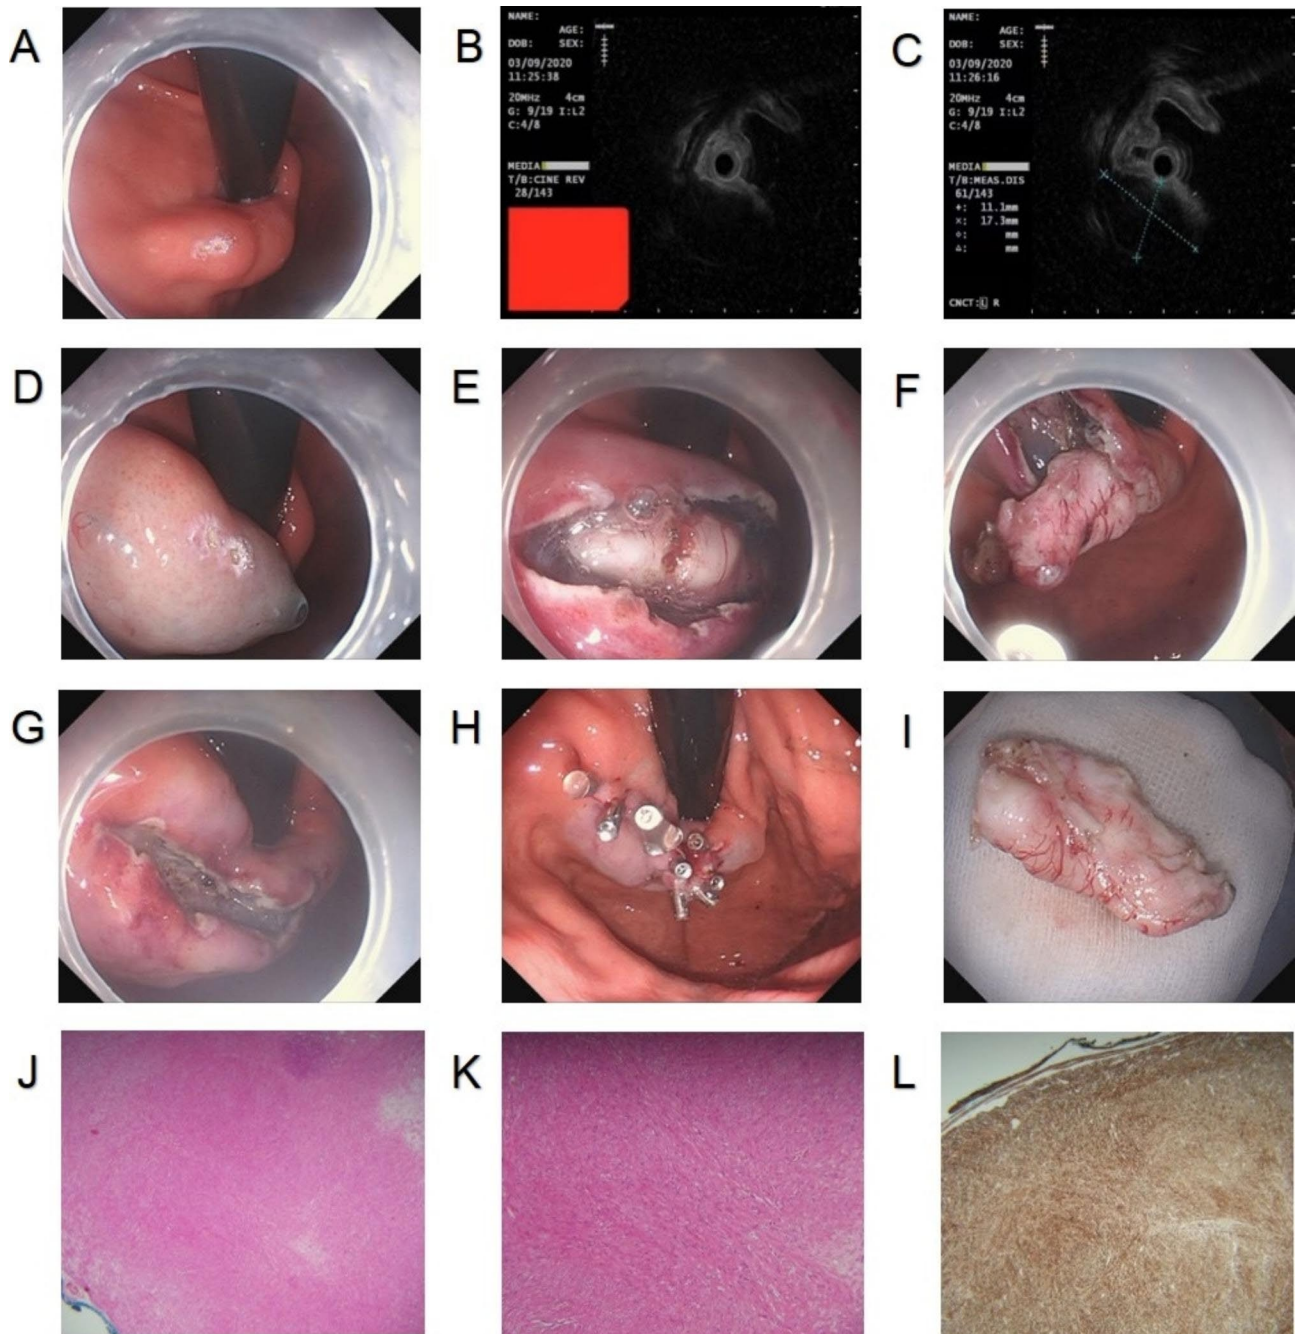 A
B
C
NAME:
AGE:
DOB: SEX:
03/09/2020
11:25:38
20MHz 4cm
G: 9/19 I:L2
C:4/8
MEDIA
T/B:CINE REV
28/143
NAME:
AGE:
DOB: SEX:
03/09/2020
11:26:16
20MHz 4cm
G: 9/19 I:L2
C:4/8
MEDIA
T/B:MEAS.DIS
61/143
+: 11.1mm
×: 17.3mm
◇: mm
△: mm
CNCT:L R
D
E
F
G
H
I
J
K
L